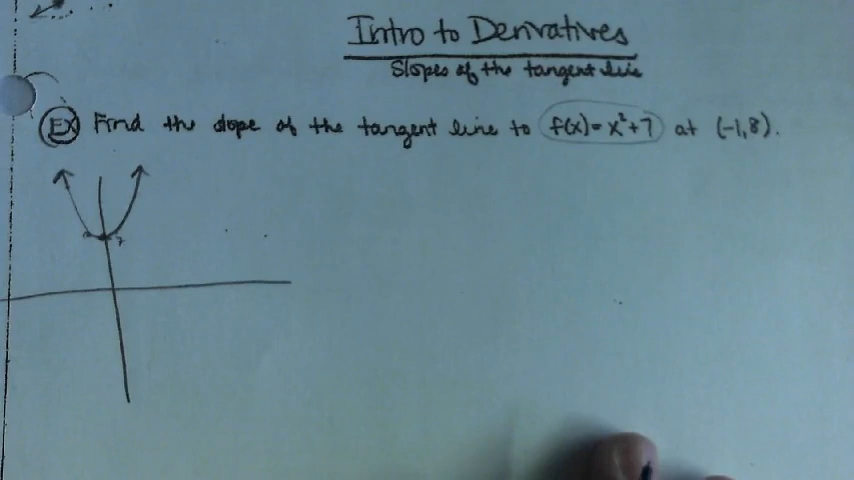 Intro to Derivatives
Slopes of the tangent line
EX Find the slope of the tangent line to f(x)=x²+7 at (-1,8).
7